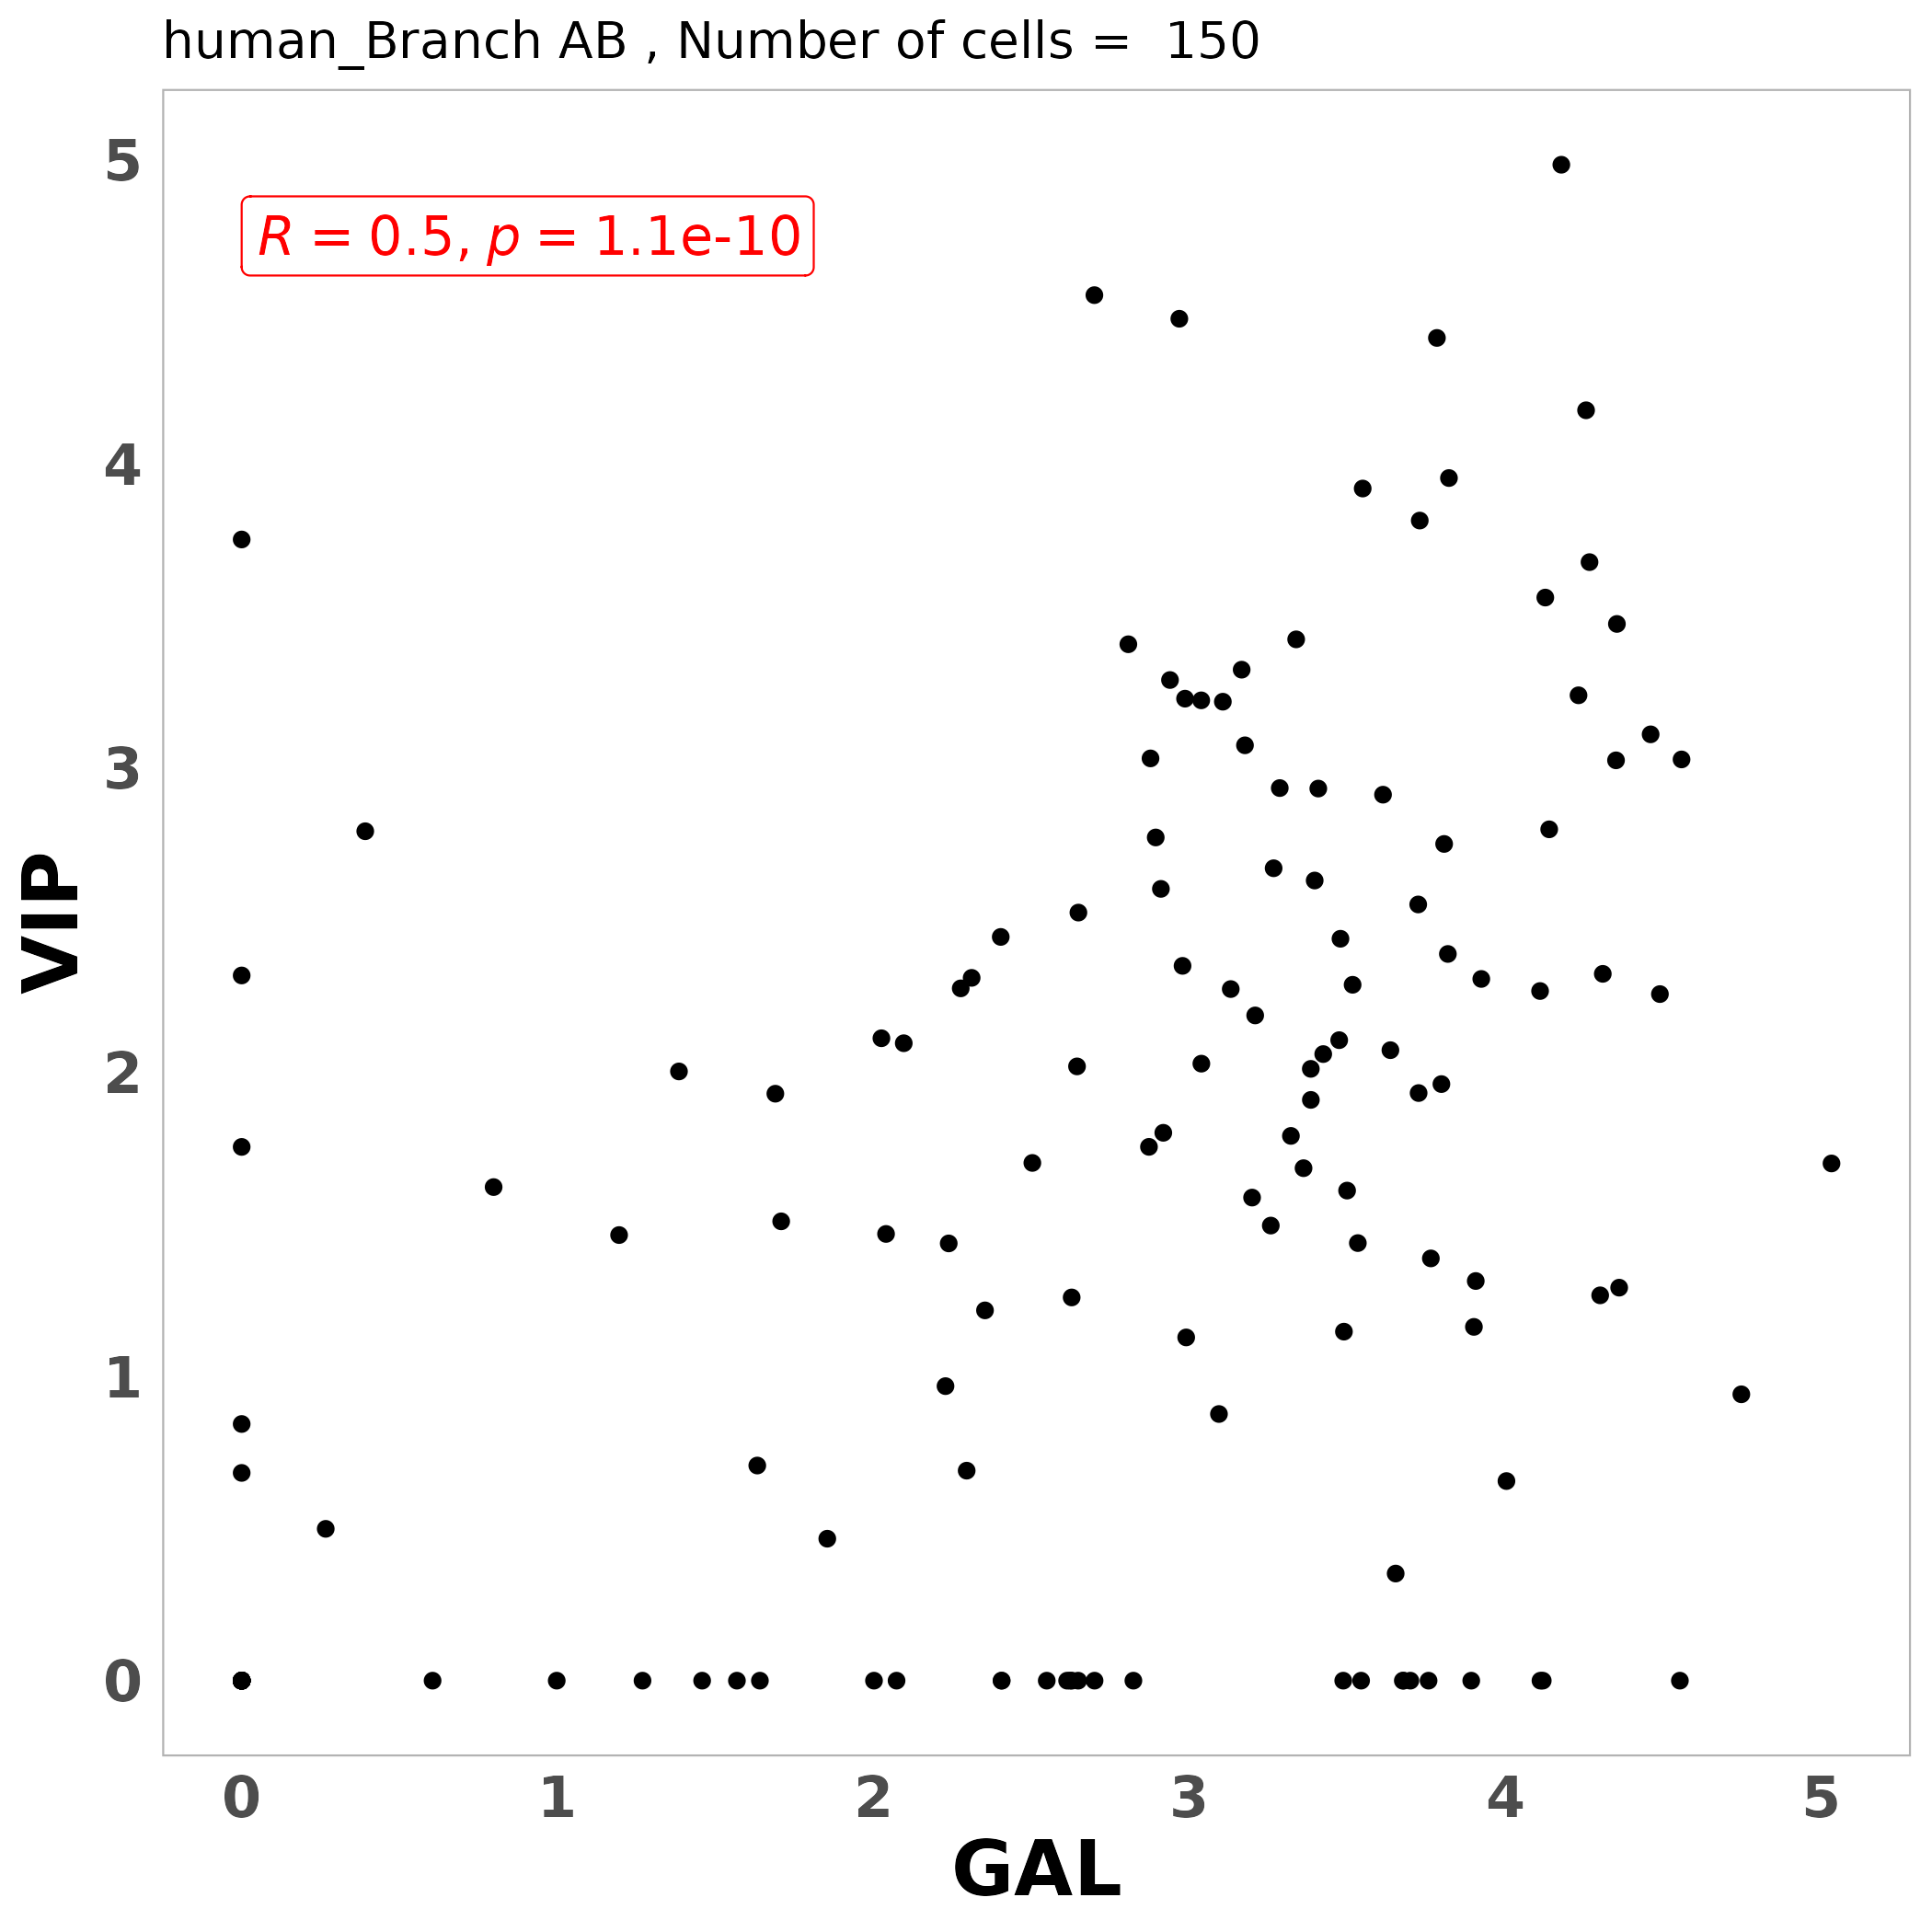 human_Branch AB , Number of cells =  150
R = 0.5, p = 1.1e-10
5
4
3
2
1
0
VIP
0 1 2 3 4 5
GAL